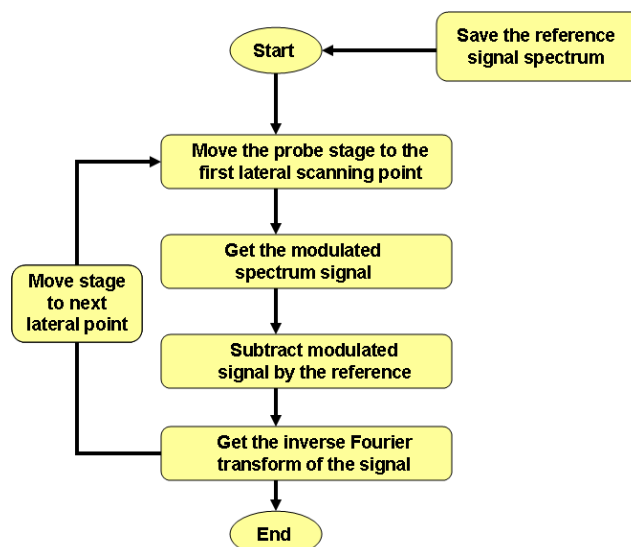 Start
Save the reference
signal spectrum
Move the probe stage to the
first lateral scanning point
Get the modulated
spectrum signal
Move stage
to next
lateral point
Subtract modulated
signal by the reference
Get the inverse Fourier
transform of the signal
End